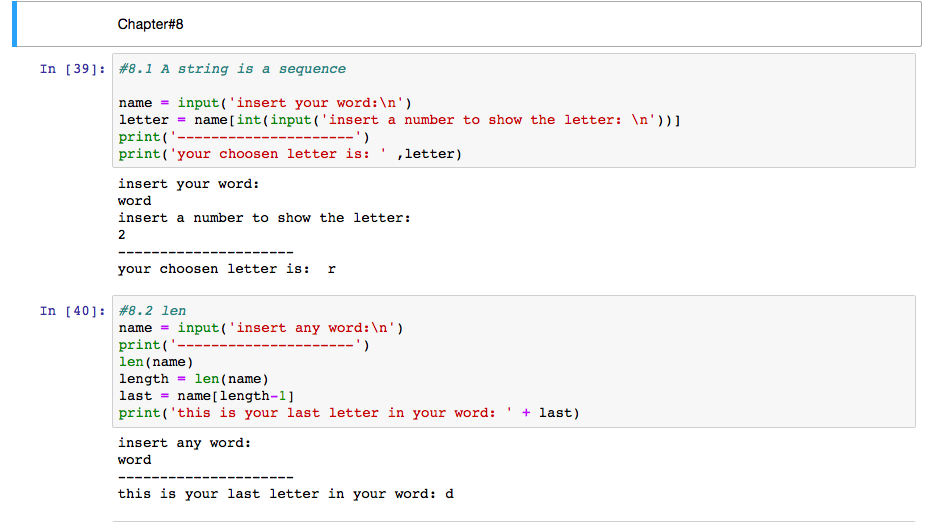 Chapter#8
In [39]: #8.1 A string is a sequence
name = input('insert your word:\n')
letter = name[int(input('insert a number to show the letter: \n'))]
print('---------------------')
print('your choosen letter is: ' ,letter)
insert your word:
word
insert a number to show the letter:
2
---------------------
your choosen letter is:  r
In [40]: #8.2 len
name = input('insert any word:\n')
print('---------------------')
len(name)
length = len(name)
last = name[length-1]
print('this is your last letter in your word: ' + last)
insert any word:
word
---------------------
this is your last letter in your word: d